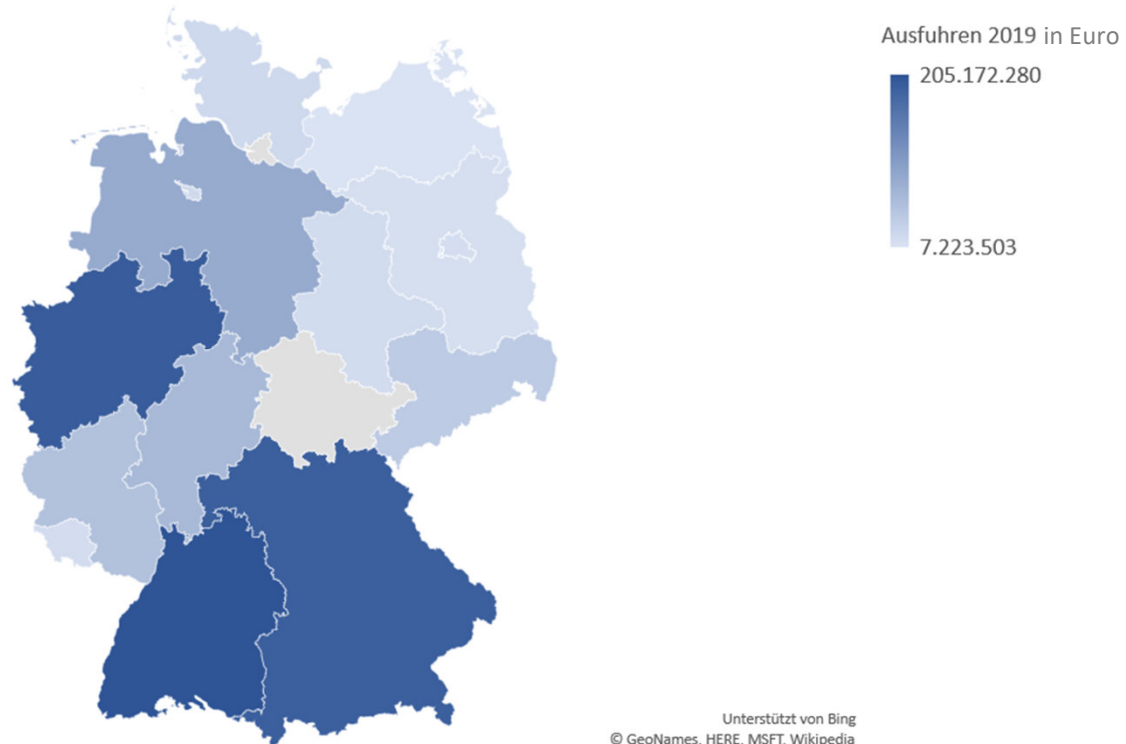 Ausfuhren 2019 in Euro
205.172.280
7.223.503
Unterstützt von Bing
© GeoNames, HERE, MSFT, Wikipedia